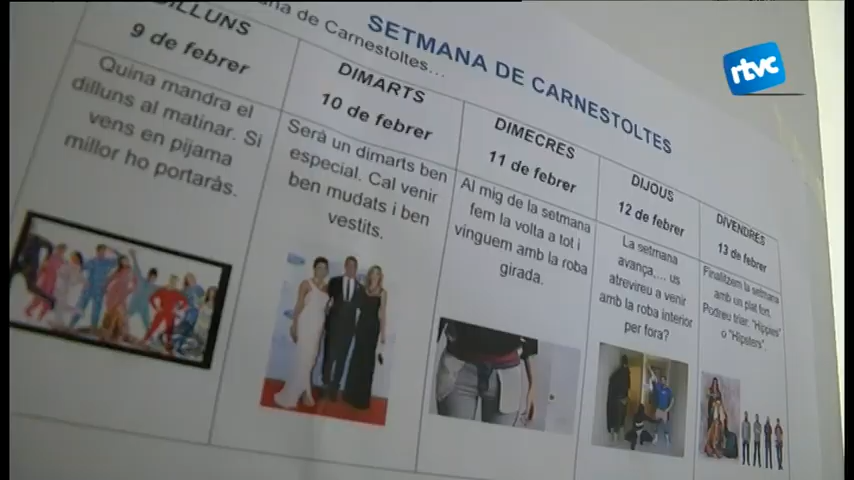 SETMANA DE CARNESTOLTES
de Carnestoltes...
DILLUNS
9 de febrer
Quina mandra el
dilluns al matinar. Si
vens en pijama
millor ho portaràs.
DIMARTS
10 de febrer
Serà un dimarts ben
especial. Cal venir
ben mudats i ben
vestits.
DIMECRES
11 de febrer
Al mig de la setmana
fem la volta a tot i
vinguem amb la roba
girada.
DIJOUS
12 de febrer
La setmana
avança,... us
atrevireu a venir
amb la roba interior
per fora?
DIVENDRES
13 de febrer
Finalitzem la setmana
amb un plat fort.
Podreu triar, "Hippies"
o "Hipsters".
rtvc